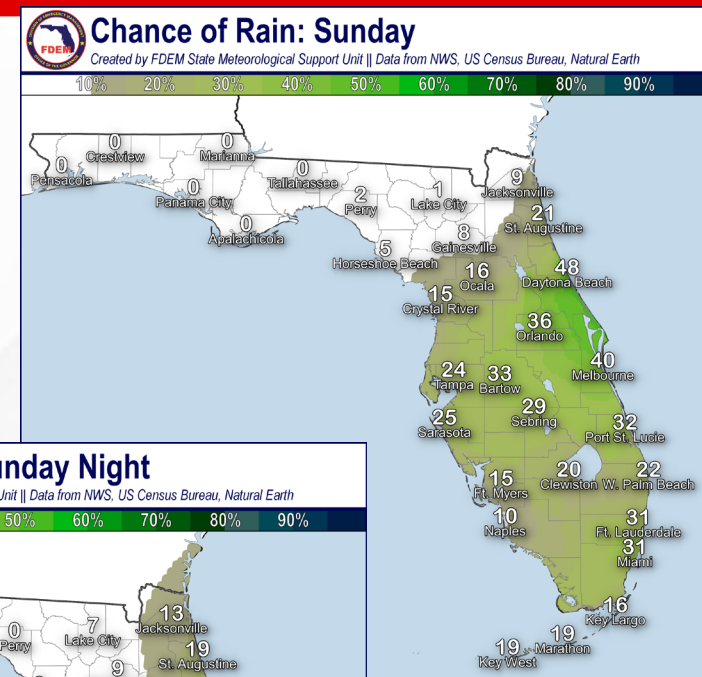 FDEM
Chance of Rain: Sunday
Created by FDEM State Meteorological Support Unit || Data from NWS, US Census Bureau, Natural Earth
10% 20% 30% 40% 50% 60% 70% 80% 90%
0
Crestview
0
Marianna
0
Pensacola
0
Panama City
0
Tallahassee
0
Apalachicola
2
Perry
1
Lake City
9
Jacksonville
21
St. Augustine
8
Gainesville
5
Horseshoe Beach
16
Ocala
48
Daytona Beach
15
Crystal River
36
Orlando
40
Melbourne
24
Tampa
33
Bartow
25
Sarasota
29
Sebring
32
Port St. Lucie
15
Ft. Myers
20
Clewiston
22
W. Palm Beach
10
Naples
31
Ft. Lauderdale
31
Miami
16
Key Largo
19
Marathon
19
Key West
unday Night
Unit || Data from NWS, US Census Bureau, Natural Earth
50% 60% 70% 80% 90%
13
Jacksonville
0
Perry
7
Lake City
19
St. Augustine
9